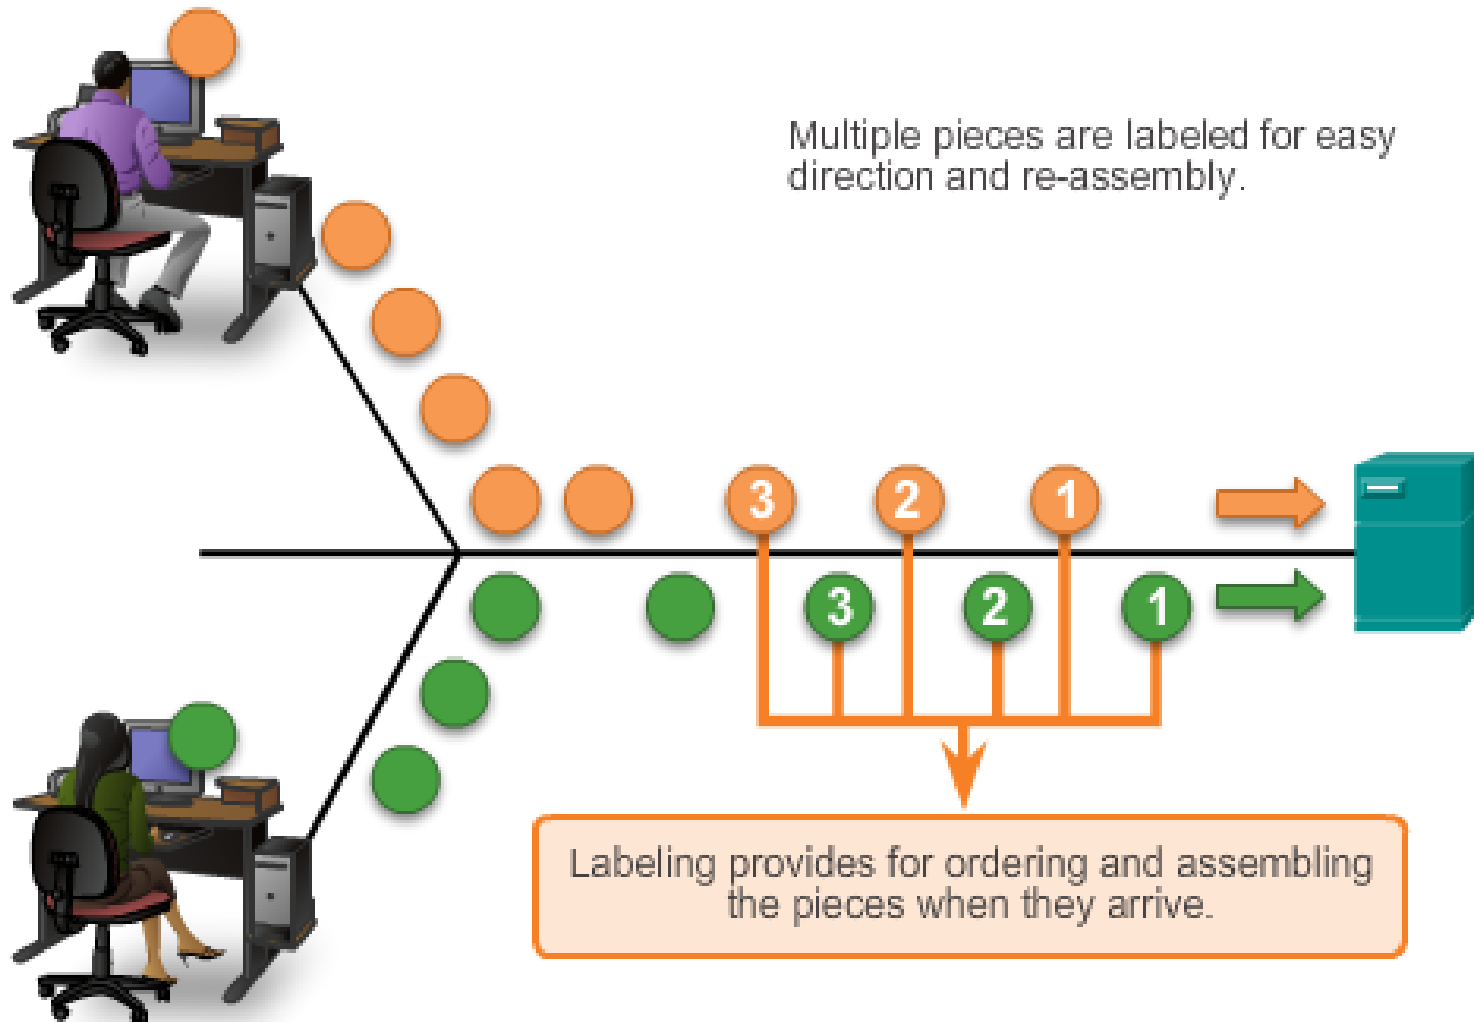 Multiple pieces are labeled for easy
direction and re-assembly.
3 2 1
3 2 1
Labeling provides for ordering and assembling
the pieces when they arrive.